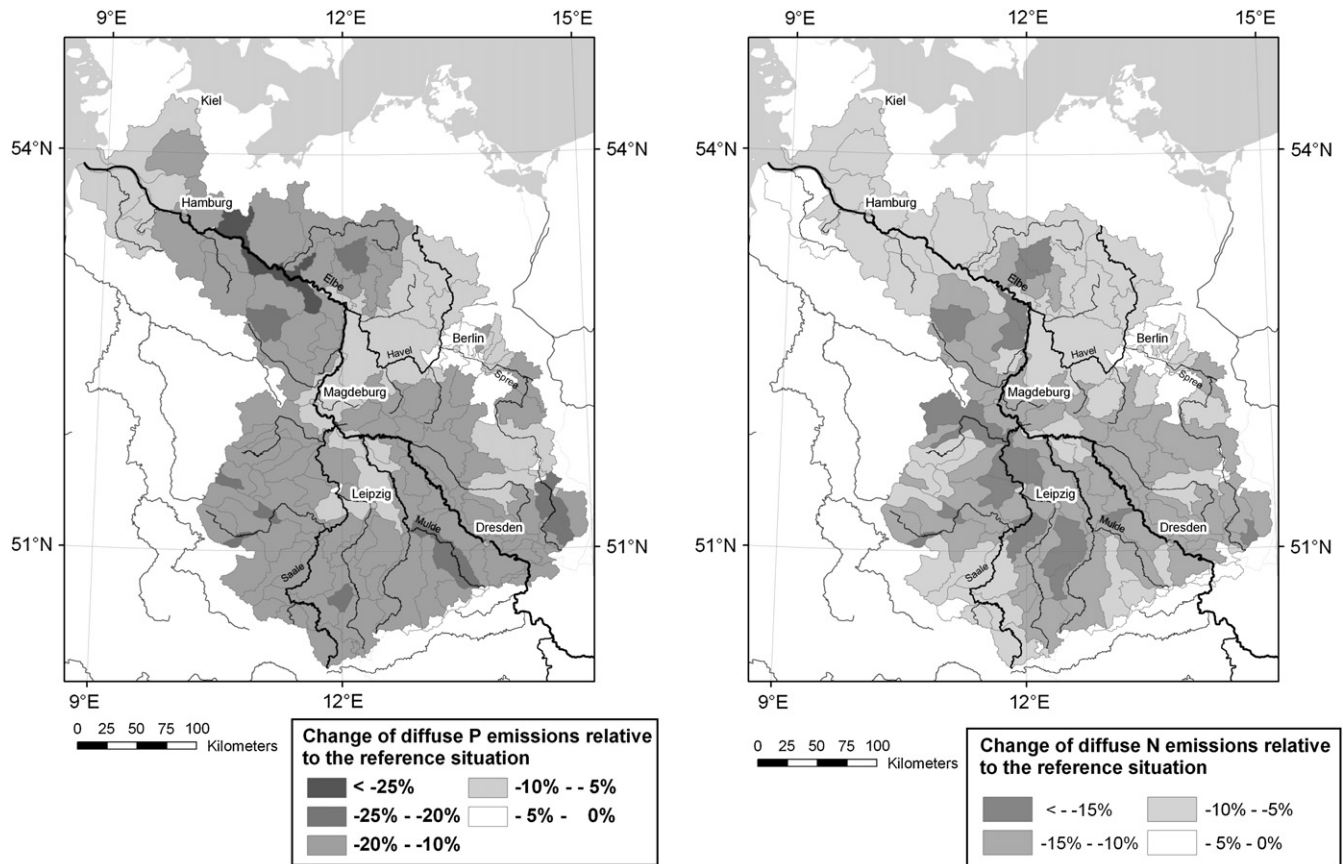 9°E 12°E 15°E
Kiel
54°N 54°N
Hamburg
Elbe
Berlin
Havel
Spree
Magdeburg
Leipzig
Mulde
Dresden
51°N 51°N
Saale
9°E 12°E
0 25 50 75 100
Kilometers
Change of diffuse P emissions relative
to the reference situation
< -25% -10% - - 5%
-25% - -20% - 5% - 0%
-20% - -10%
9°E 12°E 15°E
Kiel
54°N 54°N
Hamburg
Elbe
Berlin
Havel
Spree
Magdeburg
Leipzig
Mulde
Dresden
51°N 51°N
Saale
9°E 12°E
0 25 50 75 100
Kilometers
Change of diffuse N emissions relative
to the reference situation
< - -15% -10% - -5%
-15% - -10% - 5% - 0%